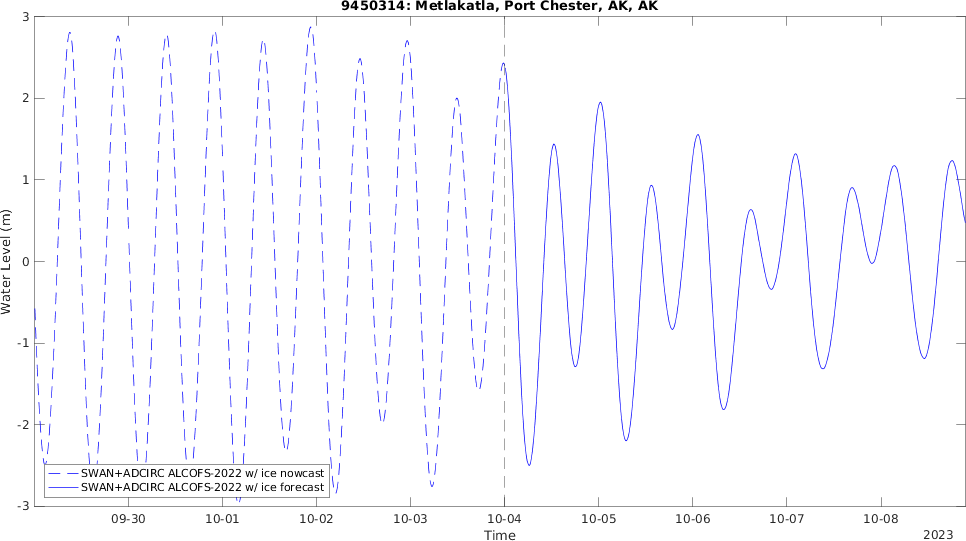 9450314: Metlakatla, Port Chester, AK, AK
3
2
1
0
-1
-2
-3
Water Level (m)
SWAN+ADCIRC ALCOFS-2022 w/ ice nowcast
SWAN+ADCIRC ALCOFS-2022 w/ ice forecast
09-30 10-01 10-02 10-03 10-04 10-05 10-06 10-07 10-08
Time
2023